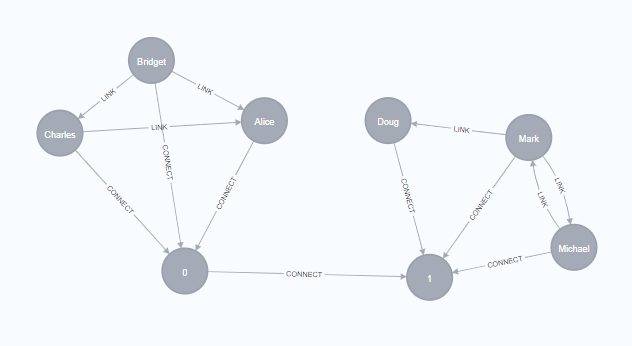 Bridget
LINK
LINK
Charles
LINK
Alice
CONNECT
CONNECT
CONNECT
0
CONNECT
Doug
LINK
Mark
CONNECT
CONNECT
LINK
LINK
Michael
CONNECT
1